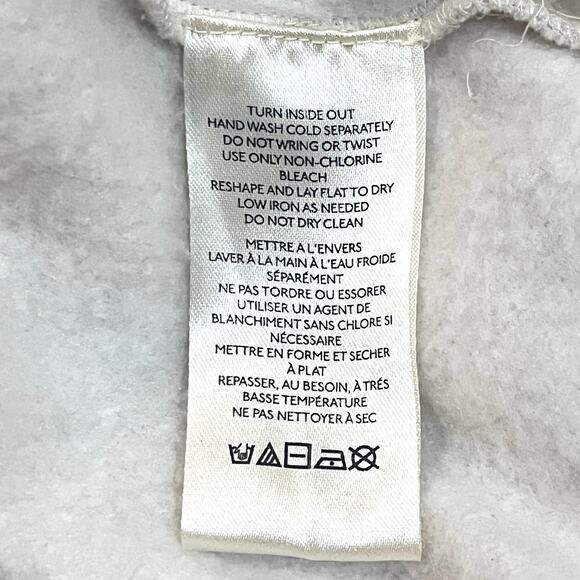 TURN INSIDE OUT
HAND WASH COLD SEPARATELY
DO NOT WRING OR TWIST
USE ONLY NON-CHLORINE
BLEACH
RESHAPE AND LAY FLAT TO DRY
LOW IRON AS NEEDED
DO NOT DRY CLEAN
METTRE A L'ENVERS
LAVER À LA MAIN À L'EAU FROIDE
SÉPARÉMENT
NE PAS TORDRE OU ESSORER
UTILISER UN AGENT DE
BLANCHIMENT SANS CHLORE SI
NÉCESSAIRE
METTRE EN FORME ET SECHER
À PLAT
REPASSER, AU BESOIN, À TRÉS
BASSE TEMPÉRATURE
NE PAS NETTOYER À SEC